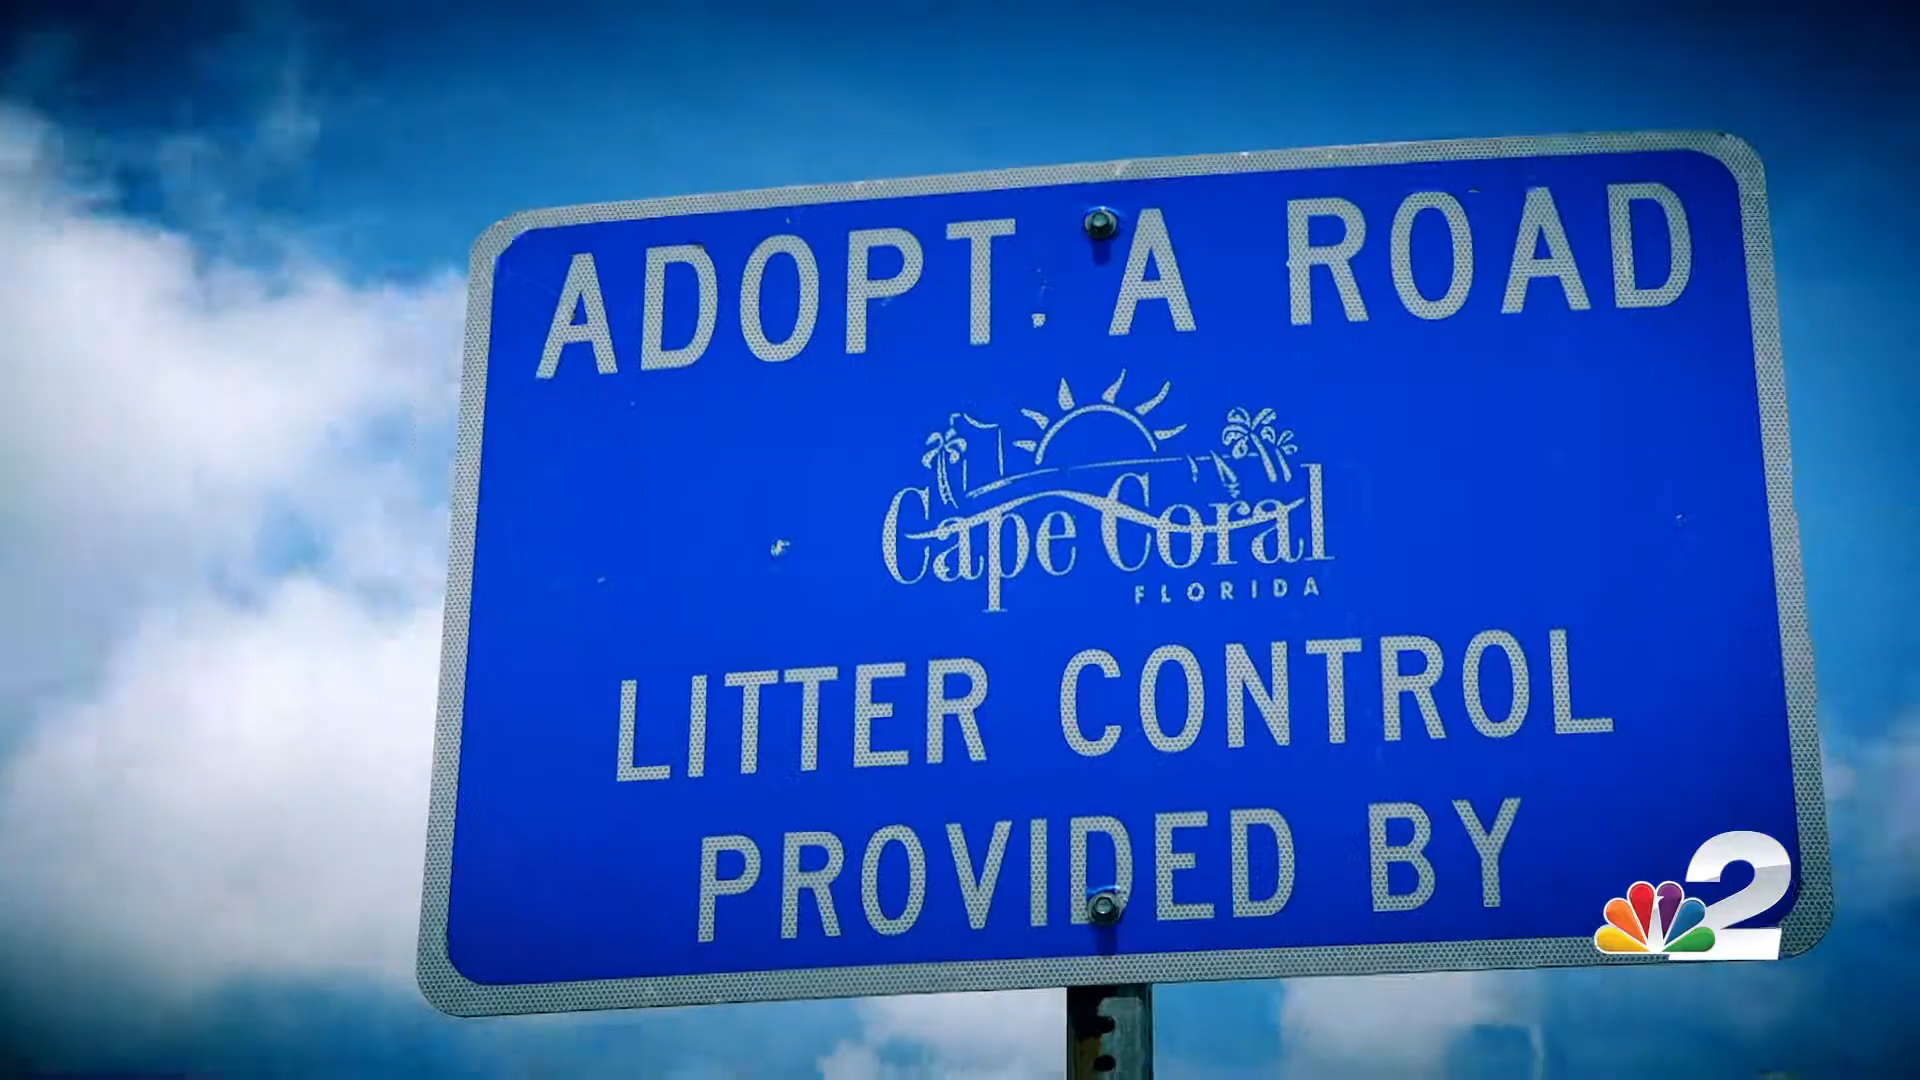 ADOPT A ROAD
Cape Coral
FLORIDA
LITTER CONTROL
PROVIDED BY
2